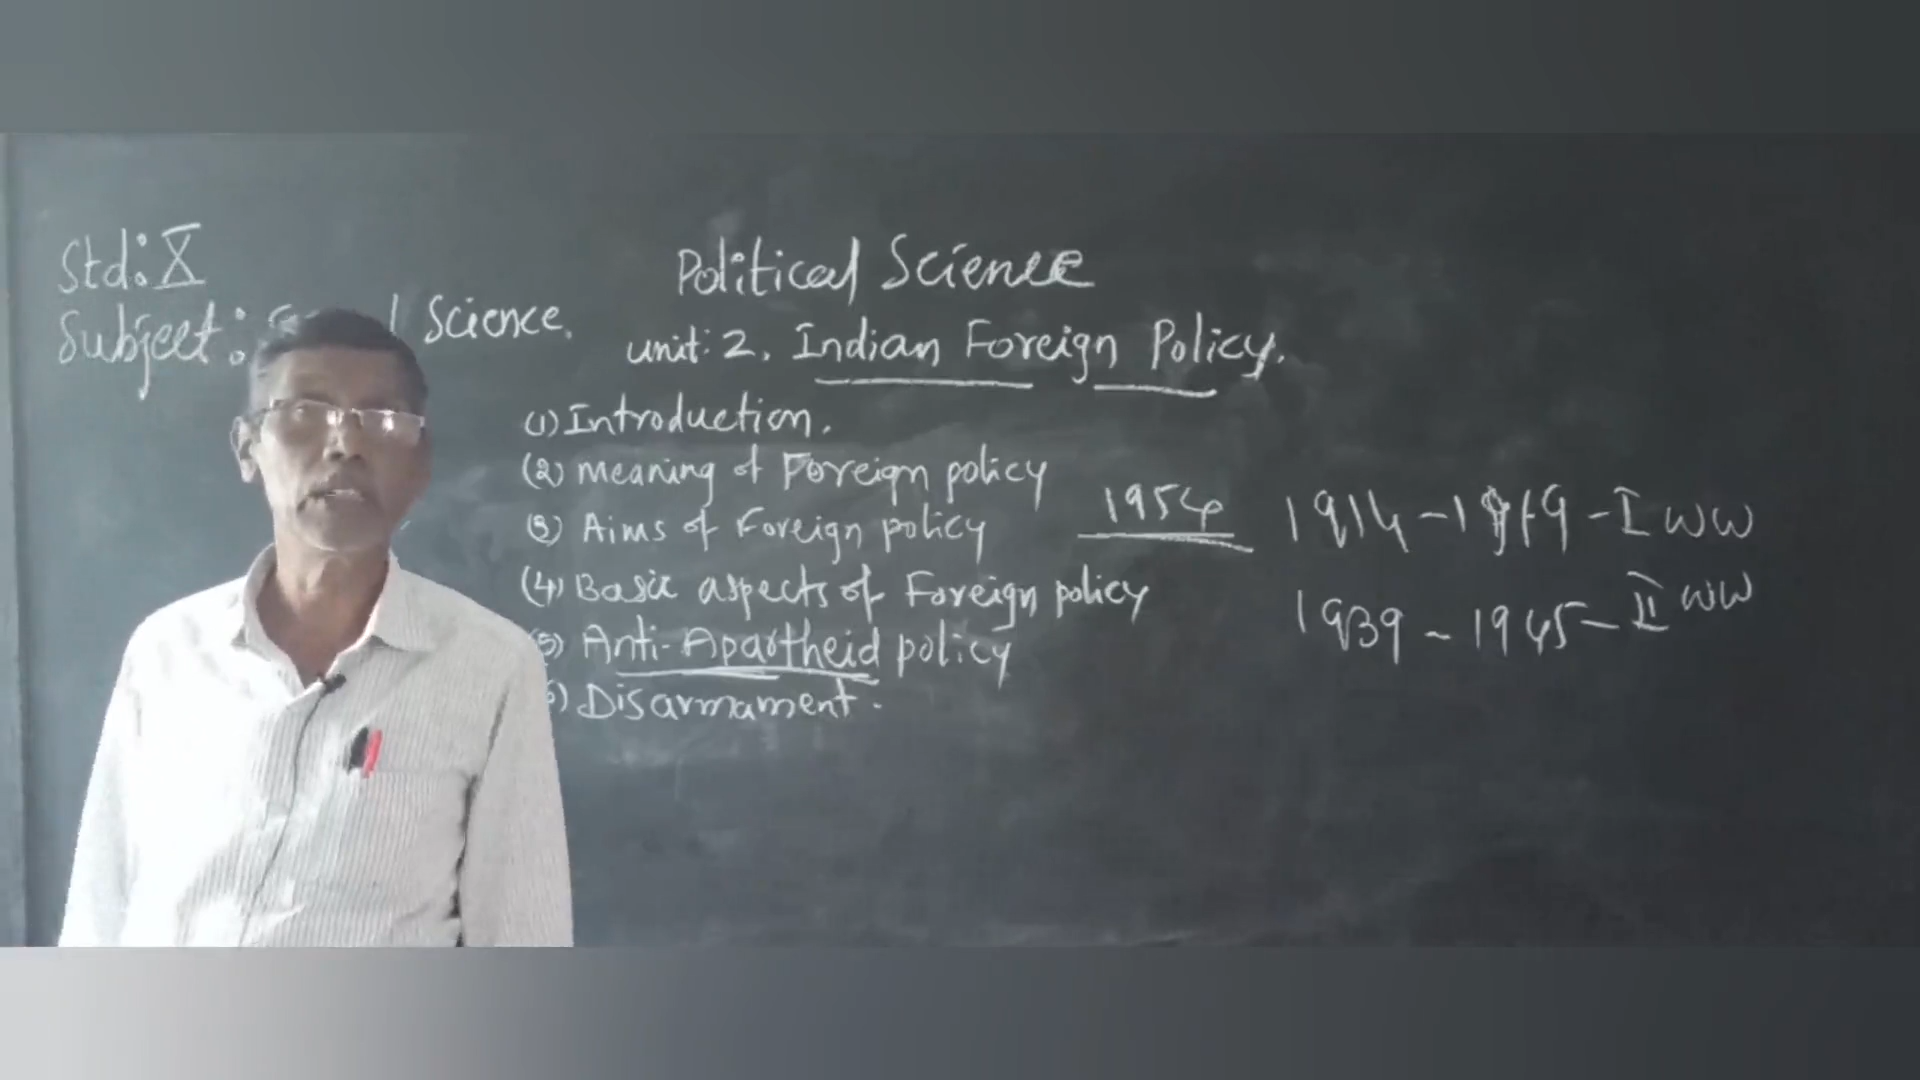 Std: X
Subject: Science.
Political Science
unit: 2. Indian Foreign Policy.
(1) Introduction.
(2) Meaning of Foreign policy
(3) Aims of Foreign policy
(4) Basic aspects of Foreign policy
(5) Anti-Apartheid policy
6) Disarmament.
1954
1914 - 1919 - I WW
1939 - 1945 - II WW